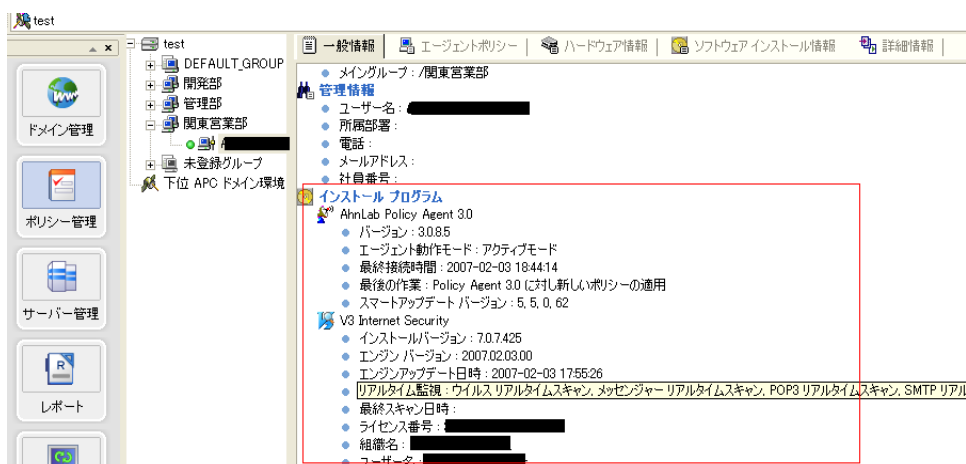 test
ドメイン管理
ポリシー管理
サーバー管理
レポート
test
DEFAULT_GROUP
開発部
管理部
関東営業部
未登録グループ
下位 APC ドメイン環境
一般情報 エージェントポリシー ハードウェア情報 ソフトウェア インストール情報 詳細情報
メイングループ : /関東営業部
管理情報
ユーザー名 :
所属部署 :
電話 :
メールアドレス :
社員番号 :
インストール プログラム
AhnLab Policy Agent 3.0
バージョン : 3.0.8.5
エージェント動作モード : アクティブモード
最終接続時間 : 2007-02-03 18:44:14
最後の作業 : Policy Agent 3.0 に対し新しいポリシーの適用
スマートアップデート バージョン : 5, 5, 0, 62
V3 Internet Security
インストールバージョン : 7.0.7.425
エンジン バージョン : 2007.02.03.00
エンジンアップデート日時 : 2007-02-03 17:55:26
リアルタイム監視 : ウイルス リアルタイムスキャン, メッセンジャー リアルタイムスキャン, POP3 リアルタイムスキャン, SMTP リアル
最終スキャン日時 :
ライセンス番号 :
組織名 :
ユーザー名 :